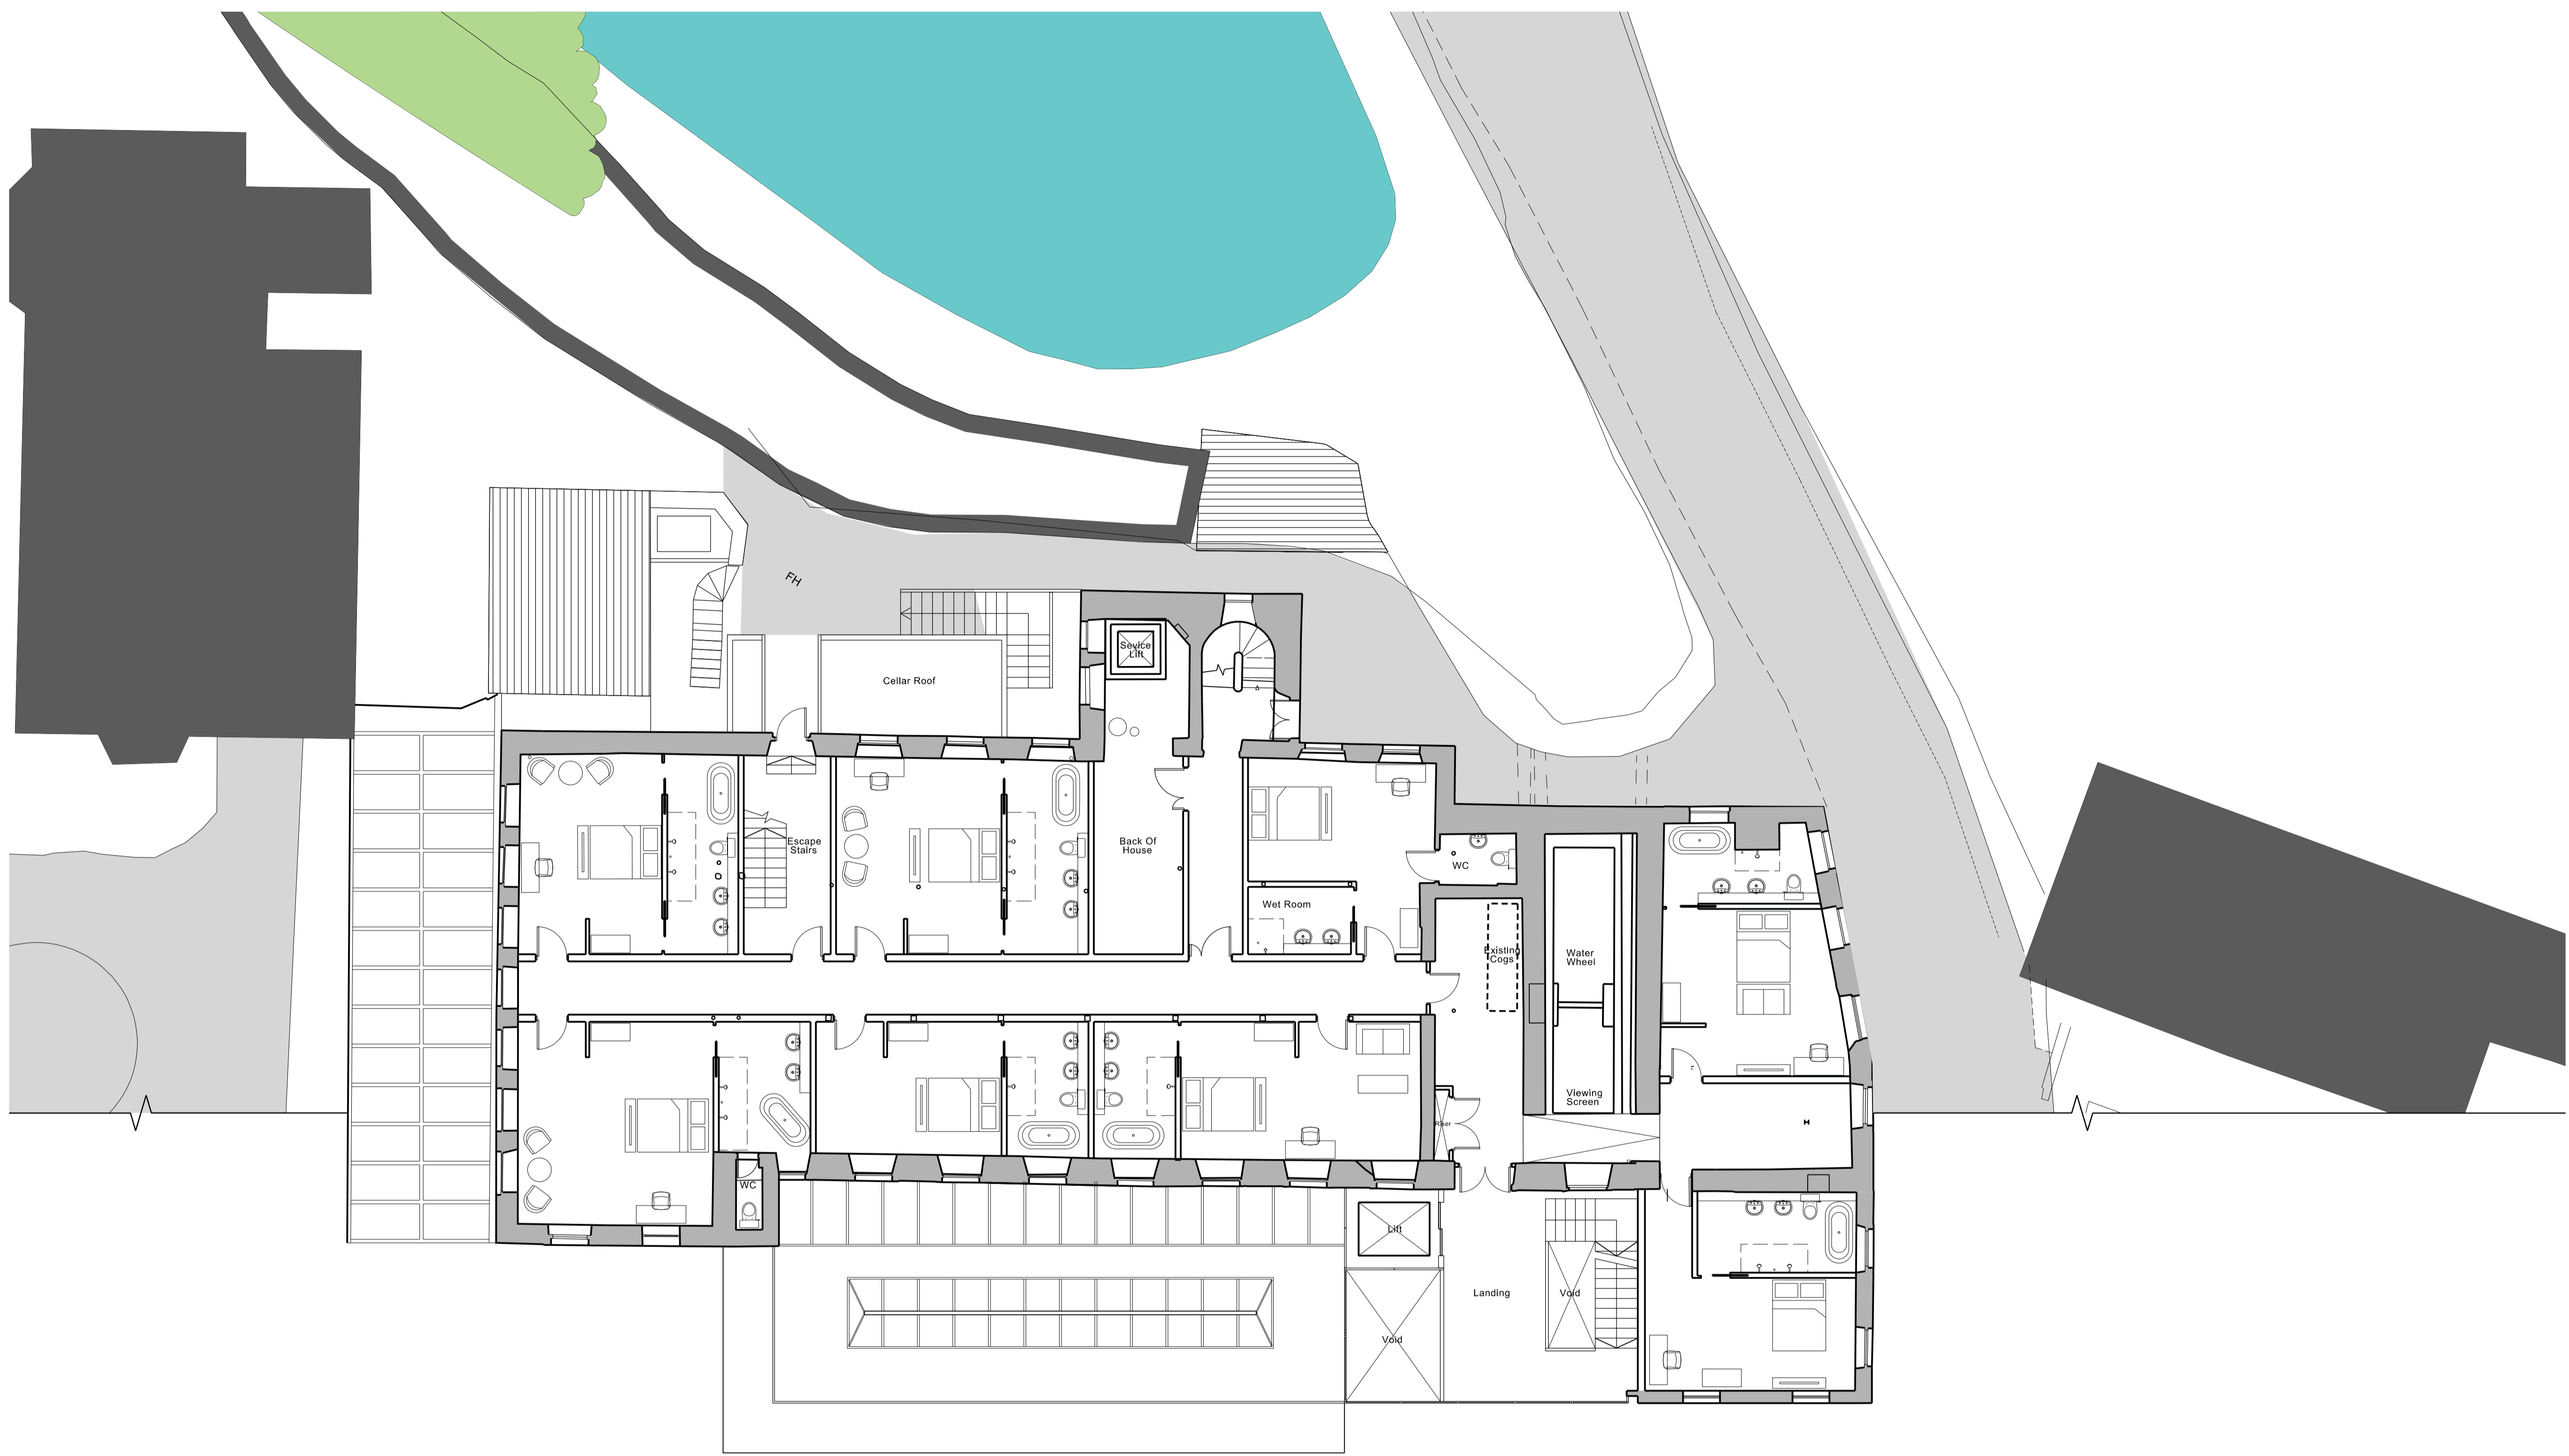 FH
Sevice
Lift
Cellar Roof
Escape
Stairs
Back Of
House
WC
Wet Room
Existing
Cogs
Water
Wheel
Viewing
Screen
Riser
H
WC
Lift
Landing
Void
Void